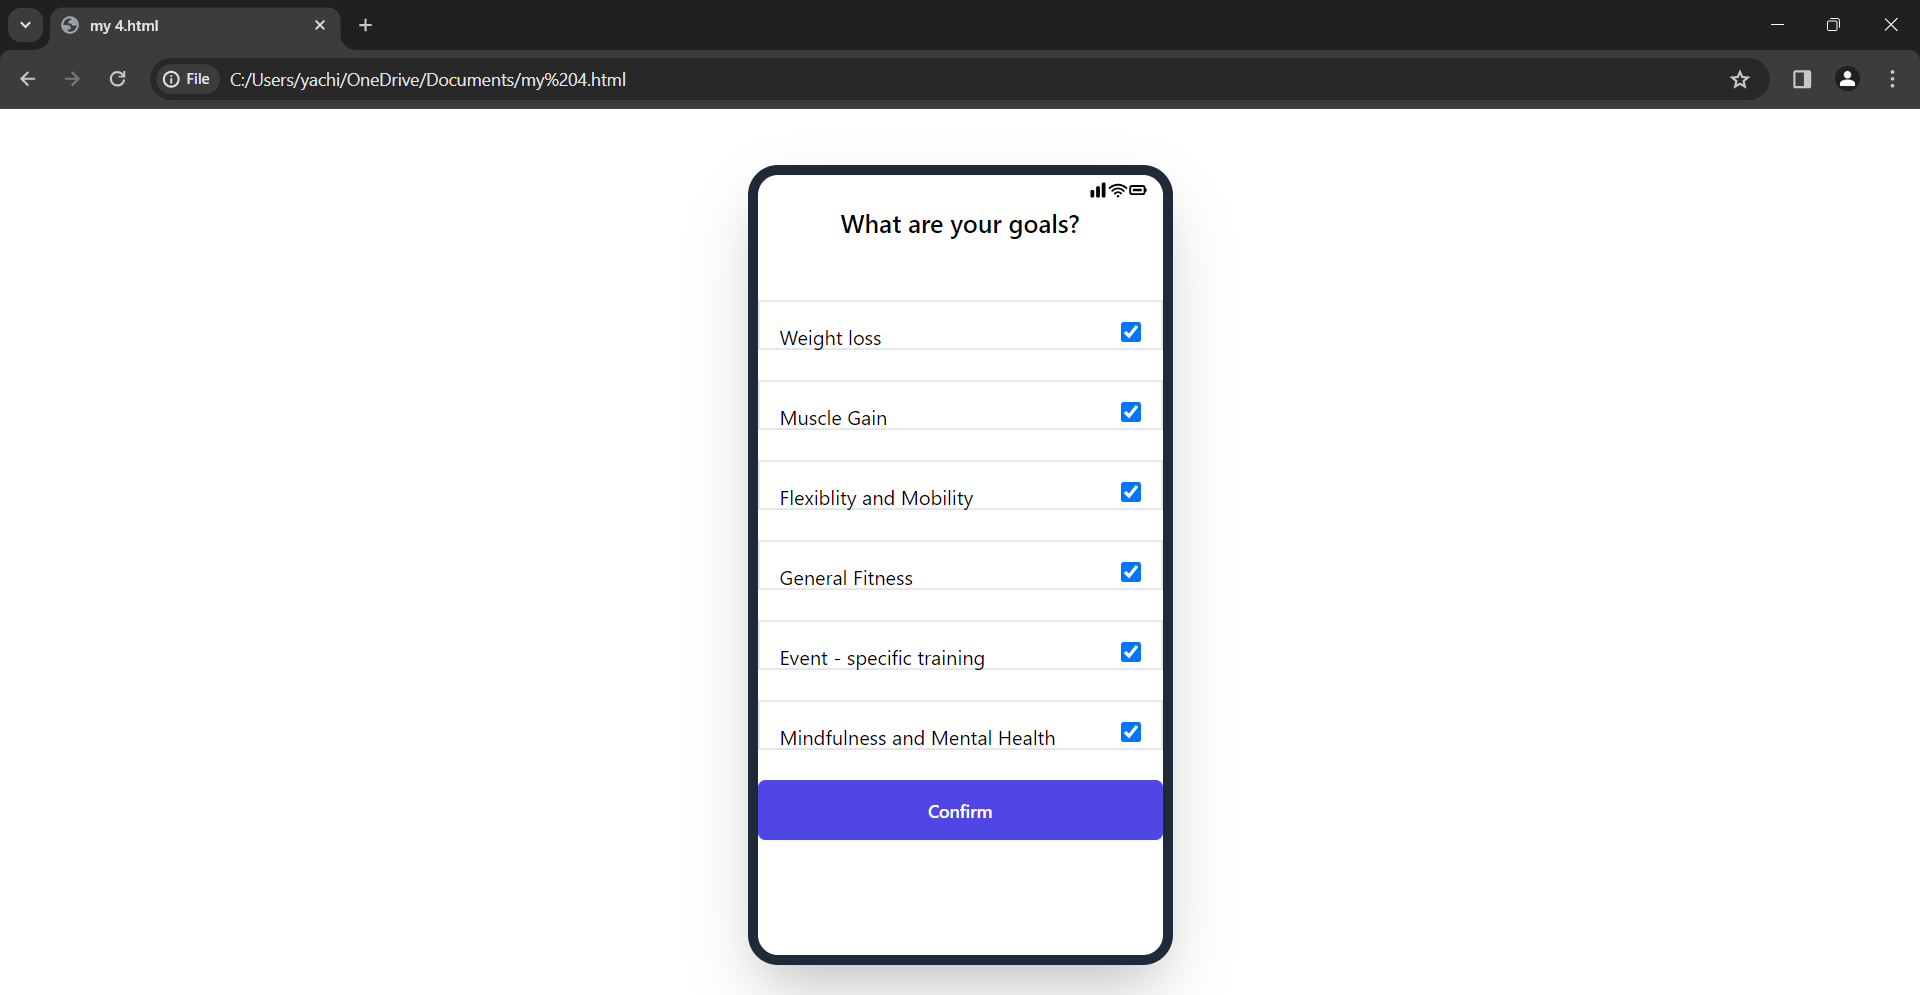 my 4.html
File C:/Users/yachi/OneDrive/Documents/my%204.html
What are your goals?
Weight loss
Muscle Gain
Flexiblity and Mobility
General Fitness
Event - specific training
Mindfulness and Mental Health
Confirm